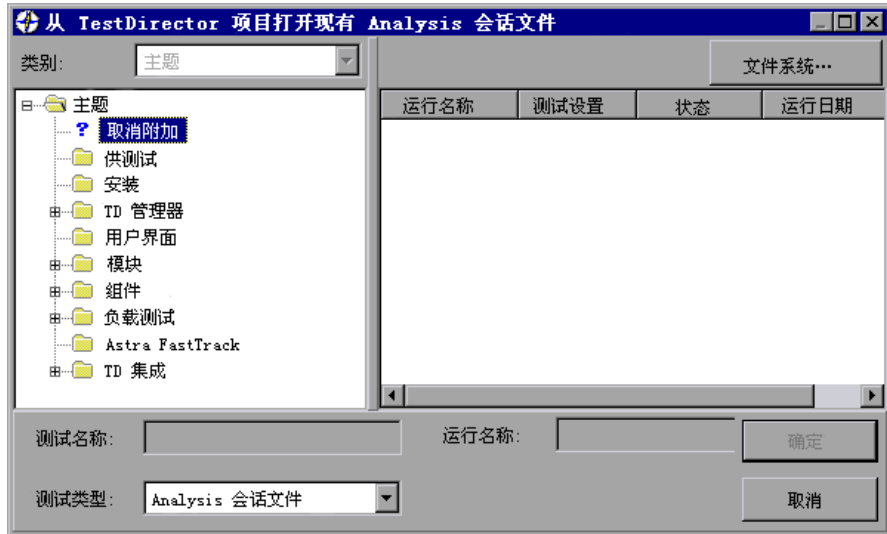 从 TestDirector 项目打开现有 Analysis 会话文件
类别:
主题
文件系统…
主题
? 取消附加
供测试
安装
TD 管理器
用户界面
模块
组件
负载测试
Astra FastTrack
TD 集成
运行名称 测试设置 状态 运行日期
测试名称:
运行名称:
确定
测试类型:
Analysis 会话文件
取消